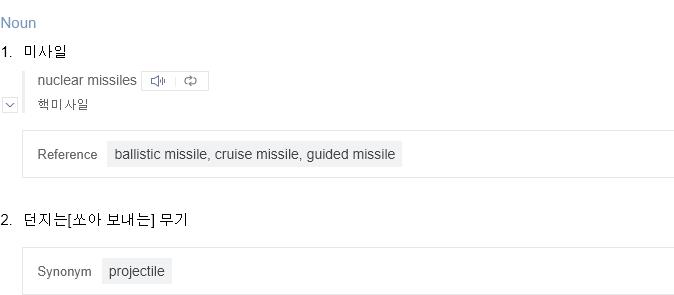 Noun
1. 미사일
nuclear missiles
핵미사일
Reference ballistic missile, cruise missile, guided missile
2. 던지는[쏘아 보내는] 무기
Synonym projectile